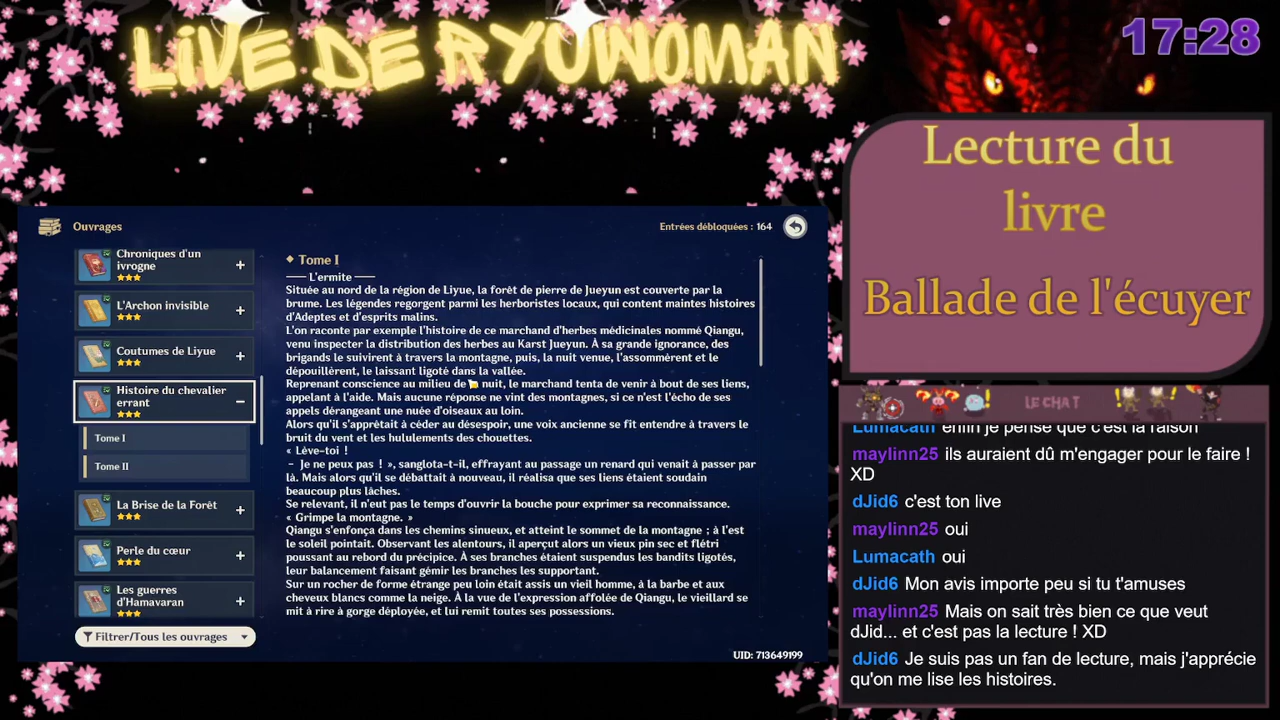 LIVE DE RYUWOMAN
17:28
Lecture du
livre
Ballade de l'écuyer
Ouvrages
Entrées débloquées : 164
Chroniques d'un
ivrogne
L'Archon invisible
Coutumes de Liyue
Histoire du chevalier
errant
Tome I
Tome II
La Brise de la Forêt
Perle du cœur
Les guerres
d'Hamavaran
Filtrer/Tous les ouvrages
Tome I
L'ermite
Située au nord de la région de Liyue, la forêt de pierre de Jueyun est couverte par la
brume. Les légendes regorgent parmi les herboristes locaux, qui content maintes histoires
d'Adeptes et d'esprits malins.
L'on raconte par exemple l'histoire de ce marchand d'herbes médicinales nommé Qiangu,
venu inspecter la distribution des herbes au Karst Jueyun. À sa grande ignorance, des
brigands le suivirent à travers la montagne, puis, la nuit venue, l'assommèrent et le
dépouillèrent, le laissant ligoté dans la vallée.
Reprenant conscience au milieu de nuit, le marchand tenta de venir à bout de ses liens,
appelant à l'aide. Mais aucune réponse ne vint des montagnes, si ce n'est l'écho de ses
appels dérangeant une nuée d'oiseaux au loin.
Alors qu'il s'apprêtait à céder au désespoir, une voix ancienne se fit entendre à travers le
bruit du vent et les hululements des chouettes.
« Lève-toi !
– Je ne peux pas ! », sanglota-t-il, effrayant au passage un renard qui venait à passer par
là. Mais alors qu'il se débattait à nouveau, il réalisa que ses liens étaient soudain
beaucoup plus lâches.
Se relevant, il n'eut pas le temps d'ouvrir la bouche pour exprimer sa reconnaissance.
« Grimpe la montagne. »
Qiangu s'enfonça dans les chemins sinueux, et atteint le sommet de la montagne ; à l'est
le soleil pointait. Observant les alentours, il aperçut alors un vieux pin sec et flétri
poussant au rebord du précipice. À ses branches étaient suspendus les bandits ligotés,
leur balancement faisant gémir les branches les supportant.
Sur un rocher de forme étrange peu loin était assis un vieil homme, à la barbe et aux
cheveux blancs comme la neige. À la vue de l'expression affolée de Qiangu, le vieillard se
mit à rire à gorge déployée, et lui remit toutes ses possessions.
UID: 713649199
LE CHAT
Lumacath enfin je pense que c'est la raison
maylinn25 ils auraient dû m'engager pour le faire !
XD
dJid6 c'est ton live
maylinn25 oui
Lumacath oui
dJid6 Mon avis importe peu si tu t'amuses
maylinn25 Mais on sait très bien ce que veut
dJid... et c'est pas la lecture ! XD
dJid6 Je suis pas un fan de lecture, mais j'apprécie
qu'on me lise les histoires.